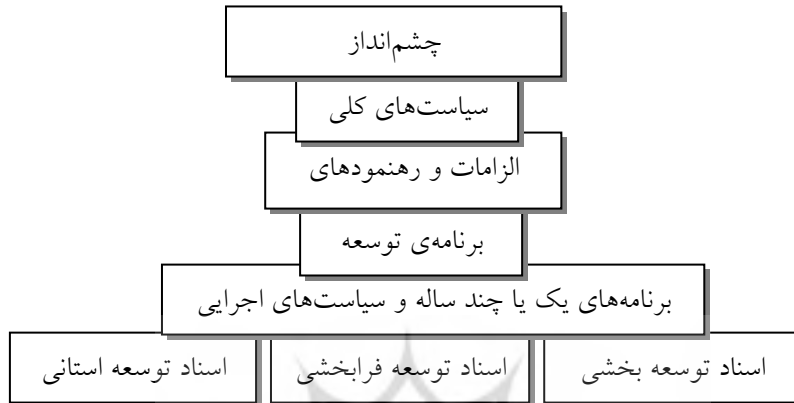 چشم‌انداز
سیاست‌های کلی
الزامات و رهنمودهای
برنامه‌ی توسعه
برنامه‌های یک یا چند ساله و سیاست‌های اجرایی
اسناد توسعه بخشی
اسناد توسعه فرابخشی
اسناد توسعه استانی